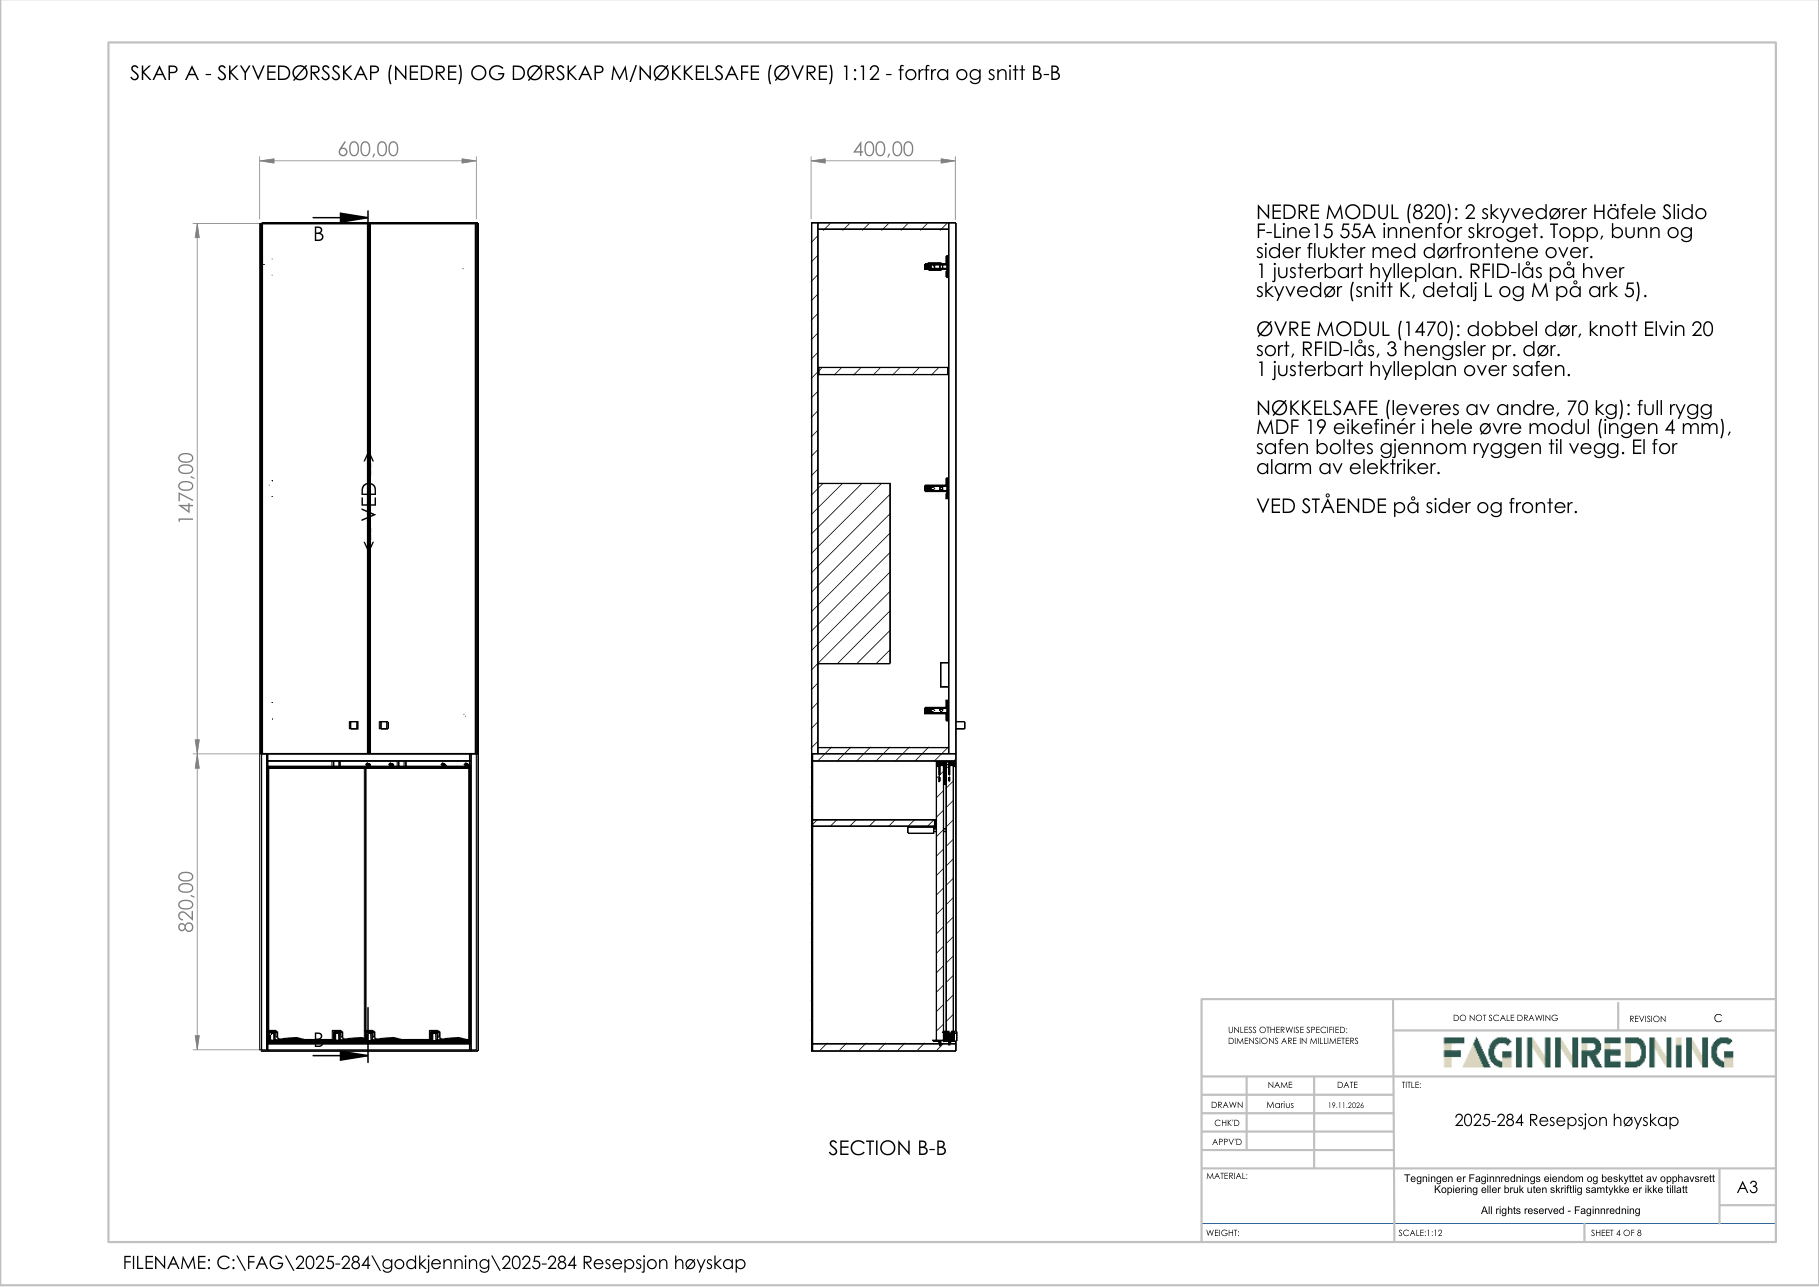 SKAP A - SKYVEDØRSSKAP (NEDRE) OG DØRSKAP M/NØKKELSAFE (ØVRE) 1:12 - forfra og snitt B-B
600,00
400,00
B
1470,00
VED
820,00
B
SECTION B-B
NEDRE MODUL (820): 2 skyvedører Häfele Slido
F-Line15 55A innenfor skroget. Topp, bunn og
sider flukter med dørfrontene over.
1 justerbart hylleplan. RFID-lås på hver
skyvedør (snitt K, detalj L og M på ark 5).
ØVRE MODUL (1470): dobbel dør, knott Elvin 20
sort, RFID-lås, 3 hengsler pr. dør.
1 justerbart hylleplan over safen.
NØKKELSAFE (leveres av andre, 70 kg): full rygg
MDF 19 eikefinér i hele øvre modul (ingen 4 mm),
safen boltes gjennom ryggen til vegg. El for
alarm av elektriker.
VED STÅENDE på sider og fronter.
UNLESS OTHERWISE SPECIFIED:
DIMENSIONS ARE IN MILLIMETERS
DO NOT SCALE DRAWING
REVISION C
FAGINNREDNING
NAME DATE
DRAWN Marius 19.11.2026
CHK'D
APPV'D
TITLE:
2025-284 Resepsjon høyskap
MATERIAL:
Tegningen er Faginnrednings eiendom og beskyttet av opphavsrett
Kopiering eller bruk uten skriftlig samtykke er ikke tillatt
All rights reserved - Faginnredning
A3
WEIGHT:
SCALE:1:12
SHEET 4 OF 8
FILENAME: C:\FAG\2025-284\godkjenning\2025-284 Resepsjon høyskap